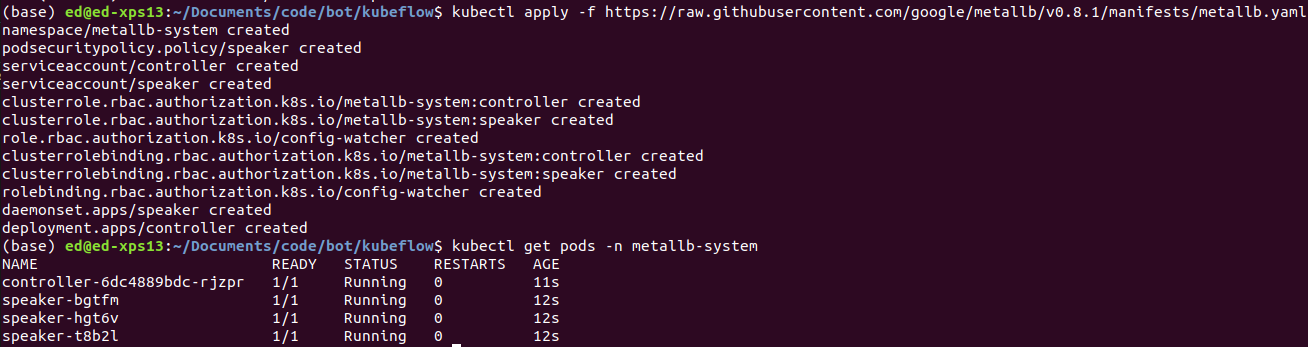 (base) ed@ed-xps13:~/Documents/code/bot/kubeflow$ kubectl apply -f https://raw.githubusercontent.com/google/metallb/v0.8.1/manifests/metallb.yaml
namespace/metallb-system created
podsecuritypolicy.policy/speaker created
serviceaccount/controller created
serviceaccount/speaker created
clusterrole.rbac.authorization.k8s.io/metallb-system:controller created
clusterrole.rbac.authorization.k8s.io/metallb-system:speaker created
role.rbac.authorization.k8s.io/config-watcher created
clusterrolebinding.rbac.authorization.k8s.io/metallb-system:controller created
clusterrolebinding.rbac.authorization.k8s.io/metallb-system:speaker created
rolebinding.rbac.authorization.k8s.io/config-watcher created
daemonset.apps/speaker created
deployment.apps/controller created
(base) ed@ed-xps13:~/Documents/code/bot/kubeflow$ kubectl get pods -n metallb-system
NAME READY STATUS RESTARTS AGE
controller-6dc4889bdc-rjzpr 1/1 Running 0 11s
speaker-bgtfm 1/1 Running 0 12s
speaker-hgt6v 1/1 Running 0 12s
speaker-t8b2l 1/1 Running 0 12s